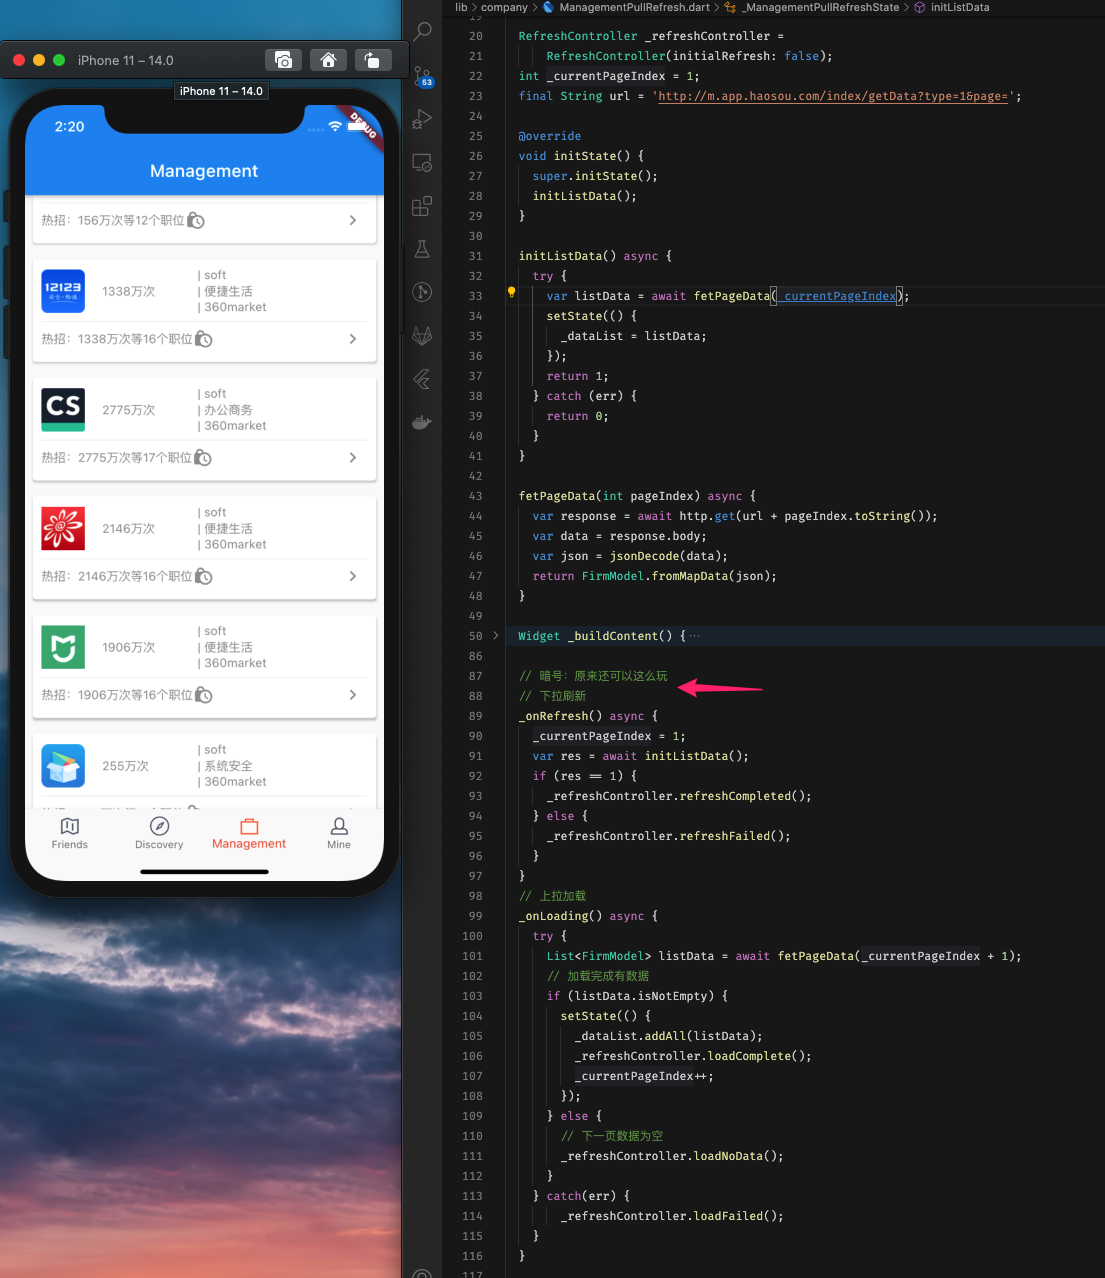 iPhone 11 – 14.0
iPhone 11 – 14.0
2:20
DEBUG
Management
热招：156万次等12个职位
12123
1338万次
| soft
| 便捷生活
| 360market
热招：1338万次等16个职位
CS
2775万次
| soft
| 办公商务
| 360market
热招：2775万次等17个职位
2146万次
| soft
| 便捷生活
| 360market
热招：2146万次等16个职位
1906万次
| soft
| 便捷生活
| 360market
热招：1906万次等16个职位
255万次
| soft
| 系统安全
| 360market
Friends
Discovery
Management
Mine
53
lib > company > ManagementPullRefresh.dart > _ManagementPullRefreshState > initListData
19
20 RefreshController _refreshController =
21 RefreshController(initialRefresh: false);
22 int _currentPageIndex = 1;
23 final String url = 'http://m.app.haosou.com/index/getData?type=1&page=';
24
25 @override
26 void initState() {
27 super.initState();
28 initListData();
29 }
30
31 initListData() async {
32 try {
33 var listData = await fetPageData(_currentPageIndex);
34 setState(() {
35 _dataList = listData;
36 });
37 return 1;
38 } catch (err) {
39 return 0;
40 }
41 }
42
43 fetPageData(int pageIndex) async {
44 var response = await http.get(url + pageIndex.toString());
45 var data = response.body;
46 var json = jsonDecode(data);
47 return FirmModel.fromMapData(json);
48 }
49
50 Widget _buildContent() { ···
86
87 // 暗号：原来还可以这么玩
88 // 下拉刷新
89 _onRefresh() async {
90 _currentPageIndex = 1;
91 var res = await initListData();
92 if (res == 1) {
93 _refreshController.refreshCompleted();
94 } else {
95 _refreshController.refreshFailed();
96 }
97 }
98 // 上拉加载
99 _onLoading() async {
100 try {
101 List<FirmModel> listData = await fetPageData(_currentPageIndex + 1);
102 // 加载完成有数据
103 if (listData.isNotEmpty) {
104 setState(() {
105 _dataList.addAll(listData);
106 _refreshController.loadComplete();
107 _currentPageIndex++;
108 });
109 } else {
110 // 下一页数据为空
111 _refreshController.loadNoData();
112 }
113 } catch(err) {
114 _refreshController.loadFailed();
115 }
116 }
117